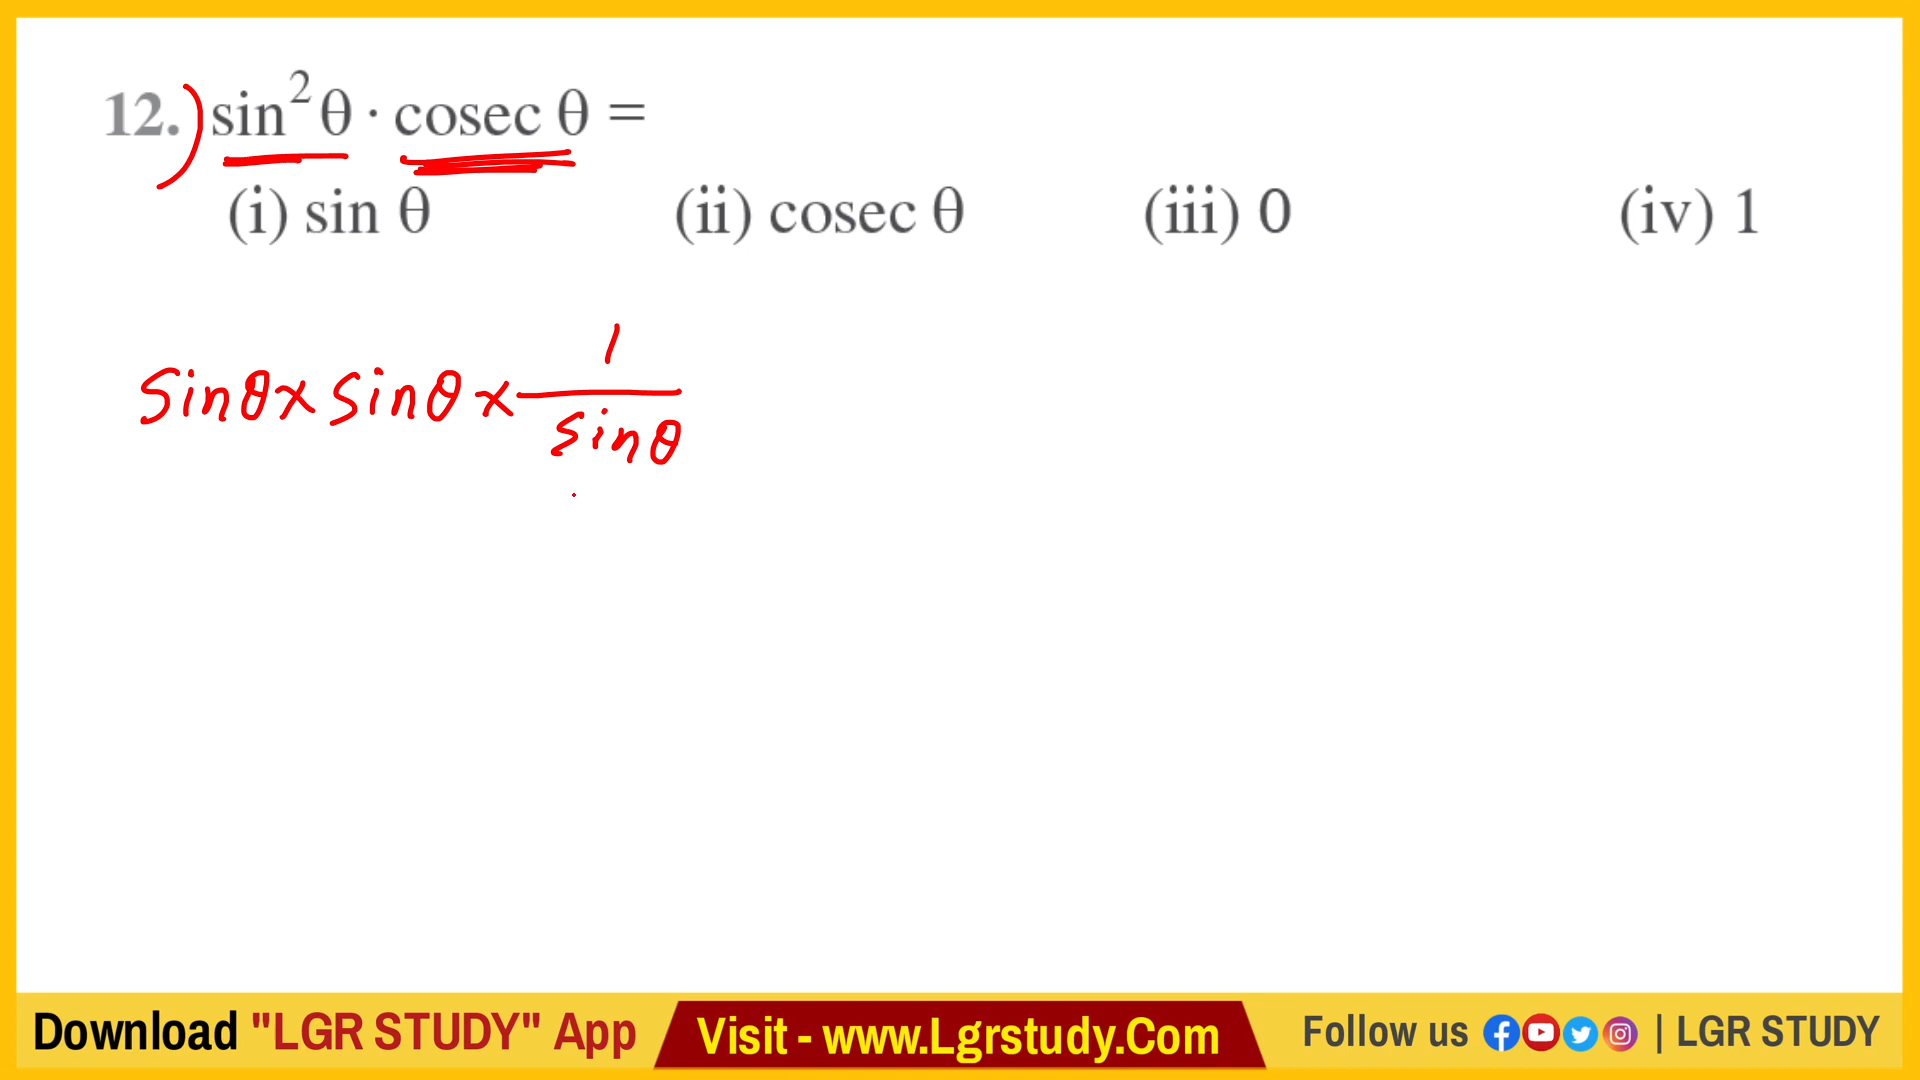 12.) sin² θ · cosec θ =
(i) sin θ (ii) cosec θ (iii) 0 (iv) 1
sinθ × sinθ × 1/sinθ
Download "LGR STUDY" App Visit - www.Lgrstudy.Com Follow us | LGR STUDY